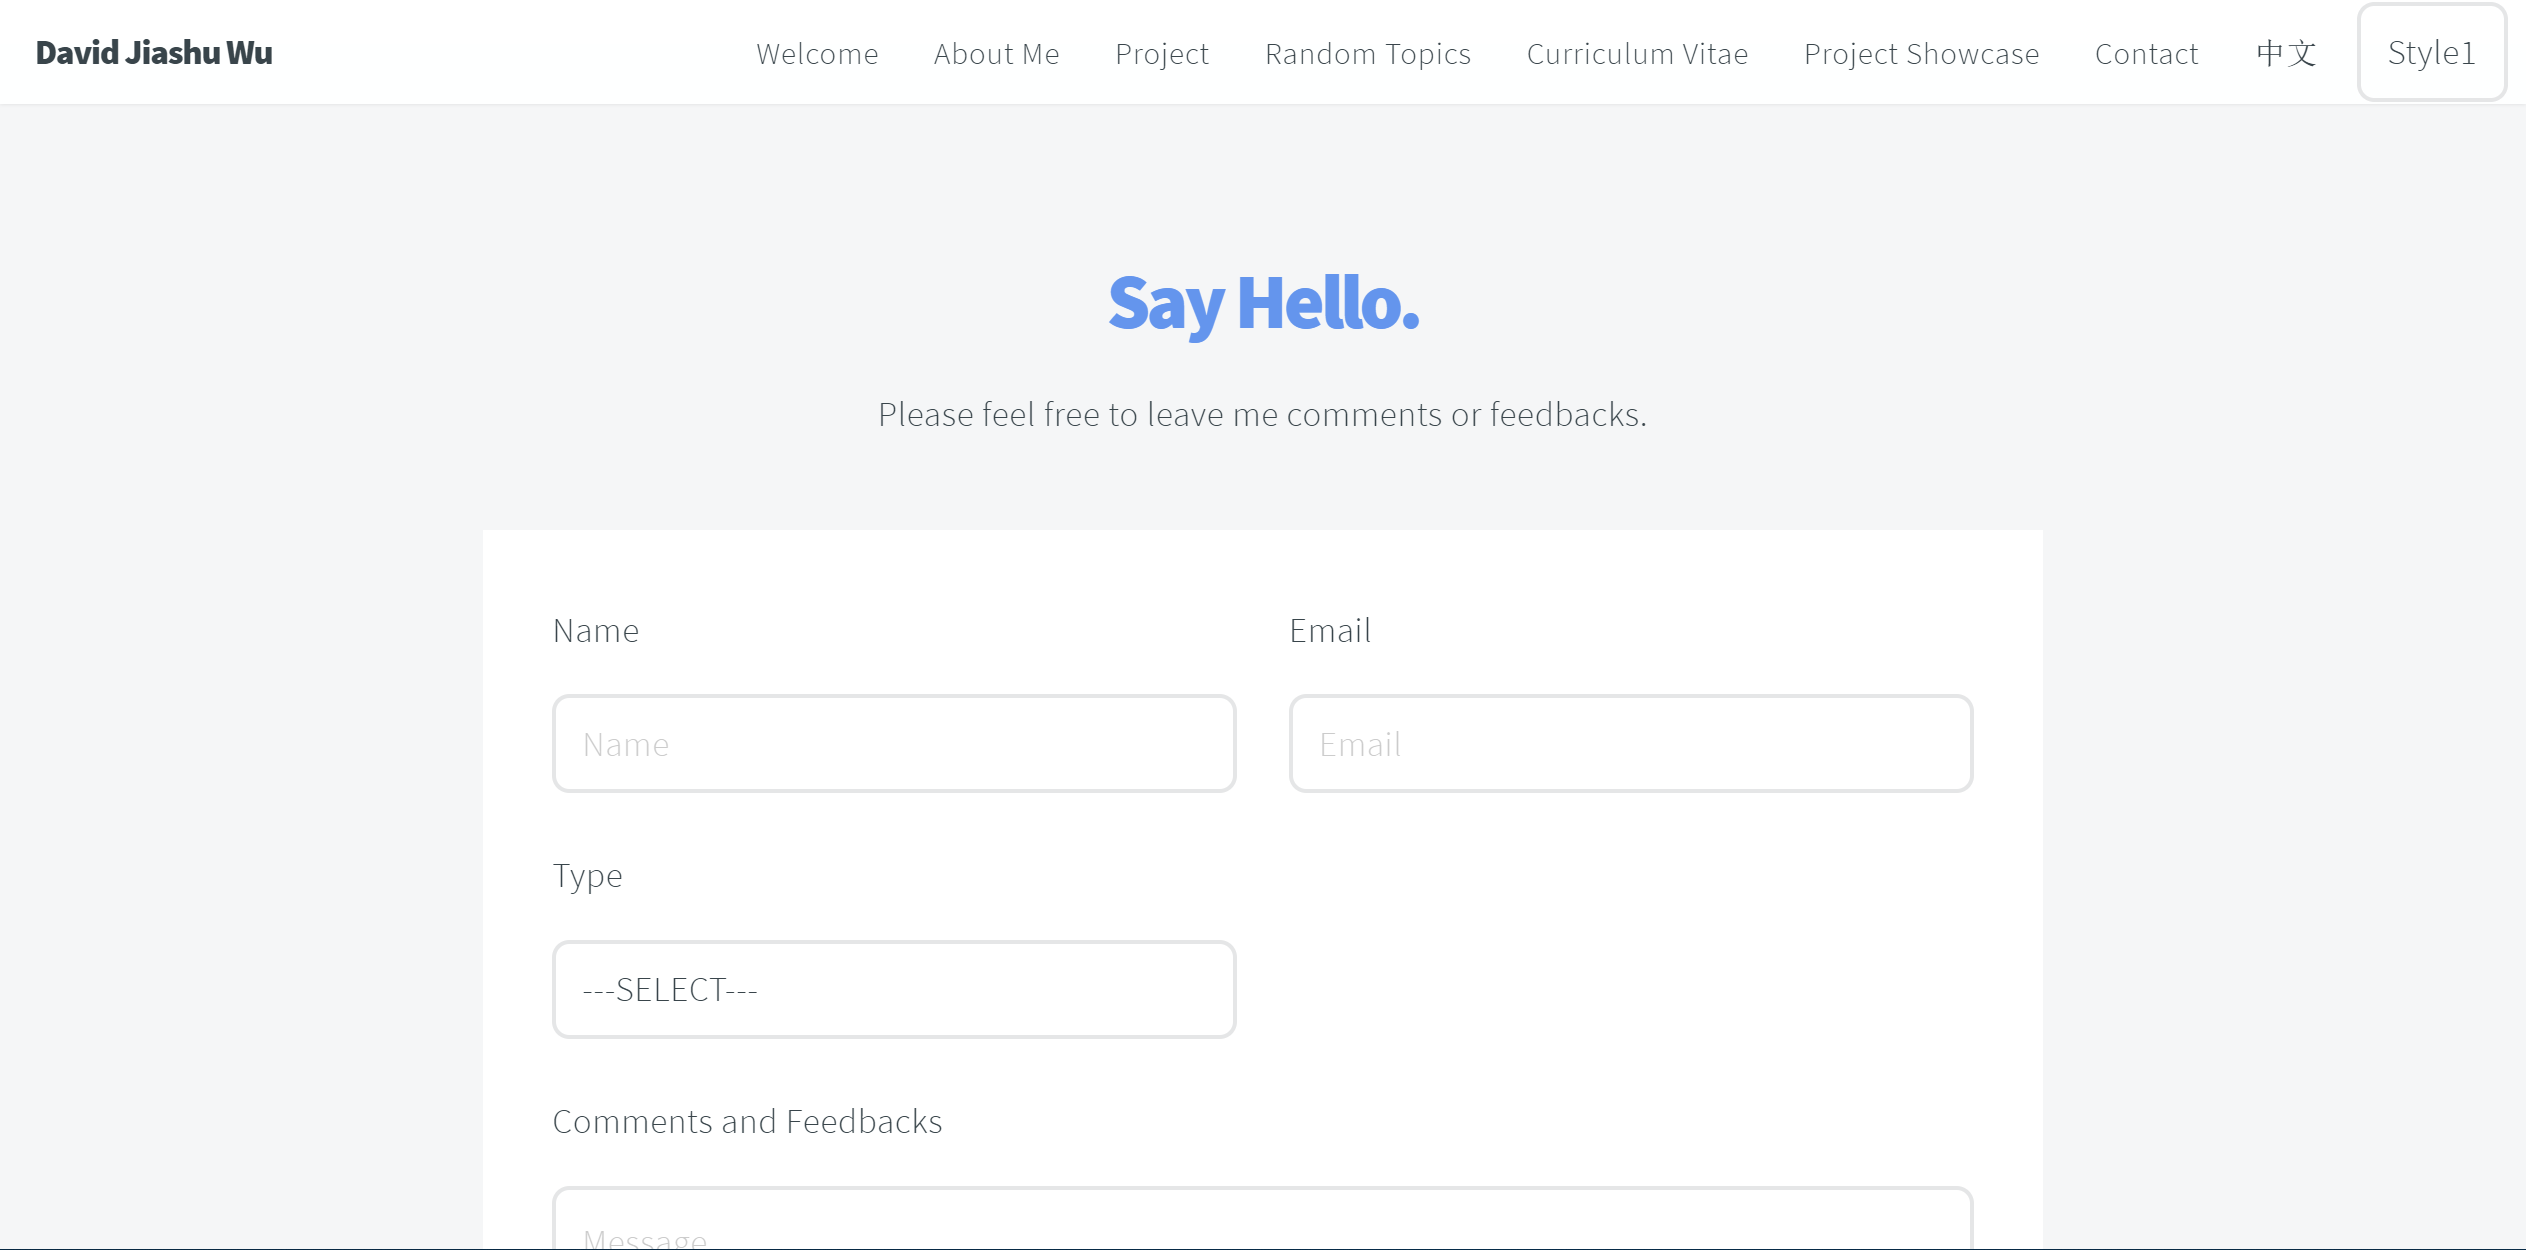 David Jiashu Wu Welcome About Me Project Random Topics Curriculum Vitae Project Showcase Contact 中文 Style1
Say Hello.
Please feel free to leave me comments or feedbacks.
Name Email
Name Email
Type
---SELECT---
Comments and Feedbacks
Message